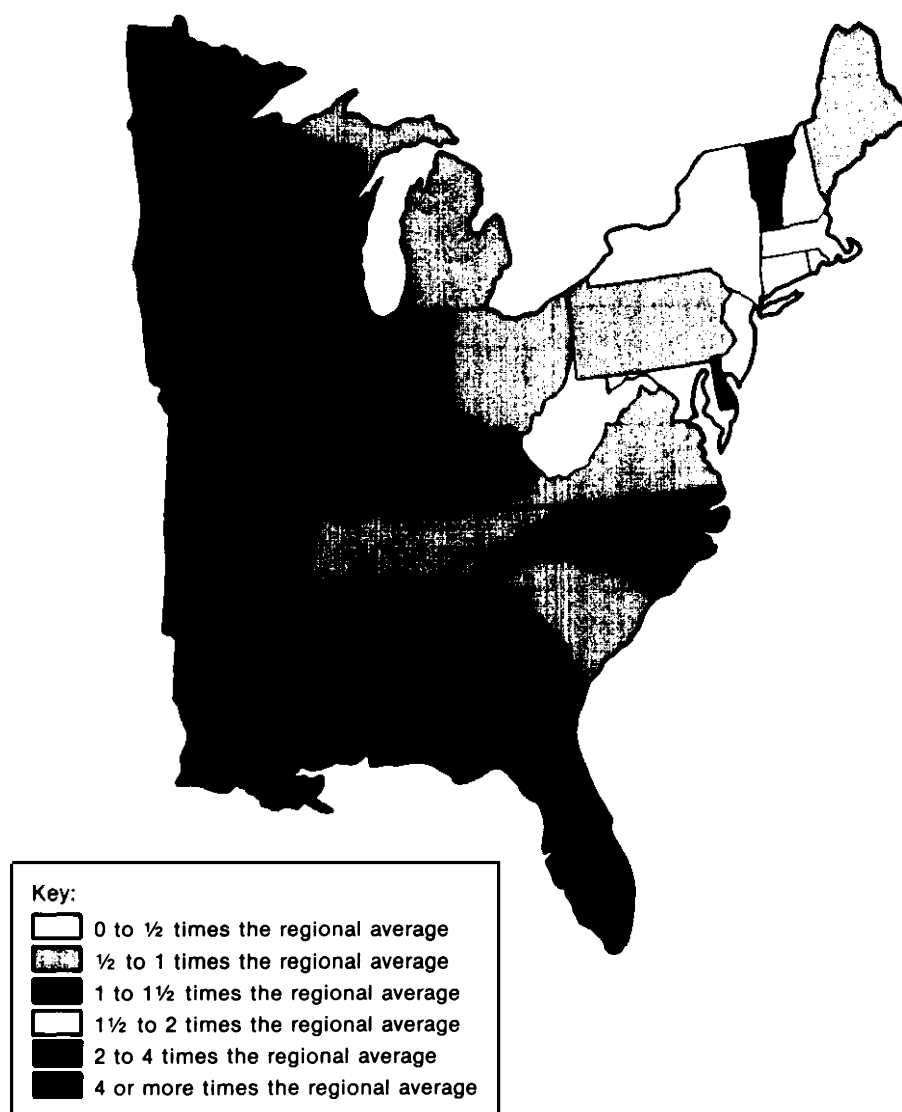 Key:
0 to ½ times the regional average
½ to 1 times the regional average
1 to 1½ times the regional average
1½ to 2 times the regional average
2 to 4 times the regional average
4 or more times the regional average